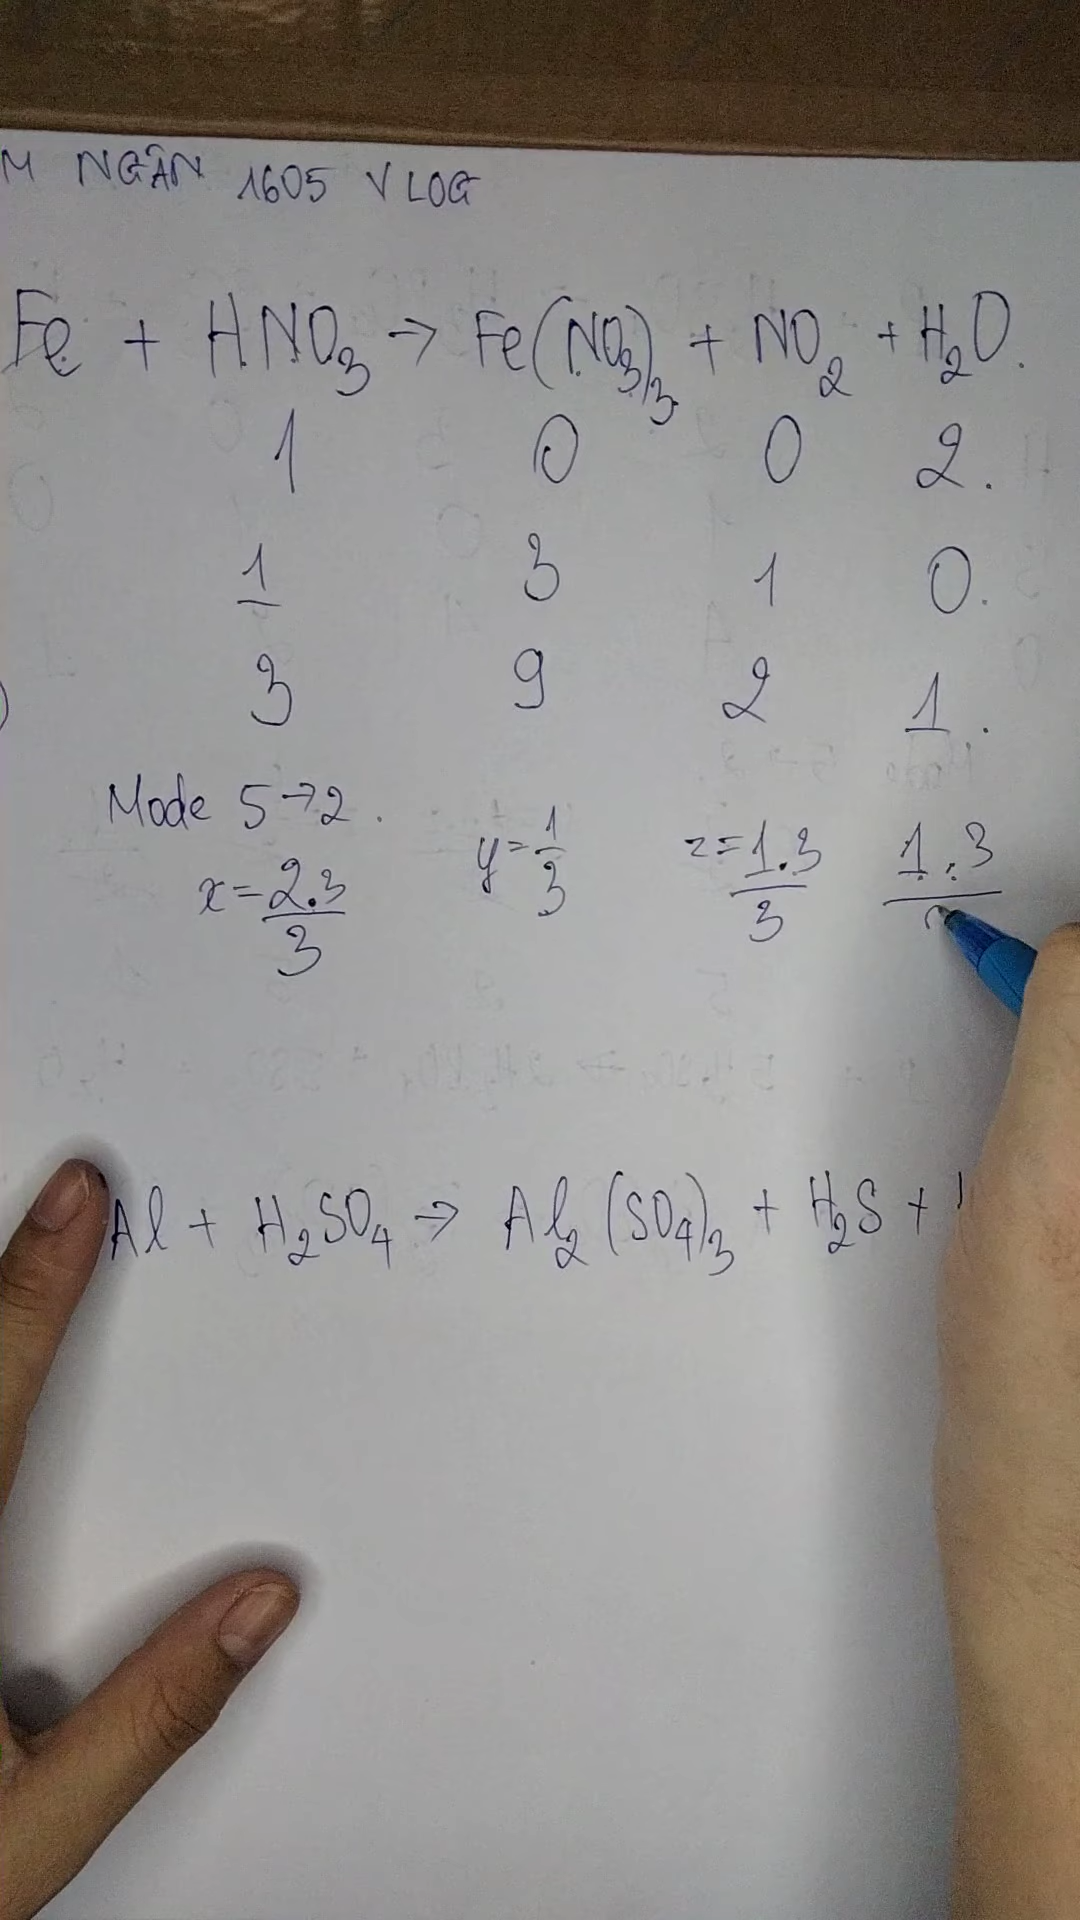 M NGÂN 1605 VLOG
Fe + HNO₃ → Fe(NO₃)₃ + NO₂ + H₂O.
1 0 0 2.
1 3 1 0.
3 9 2 1.
Mode 5→2.
x = 2.3/3 y = 1/3 z = 1.3/3 1.3
Al + H₂SO₄ → Al₂(SO₄)₃ + H₂S +